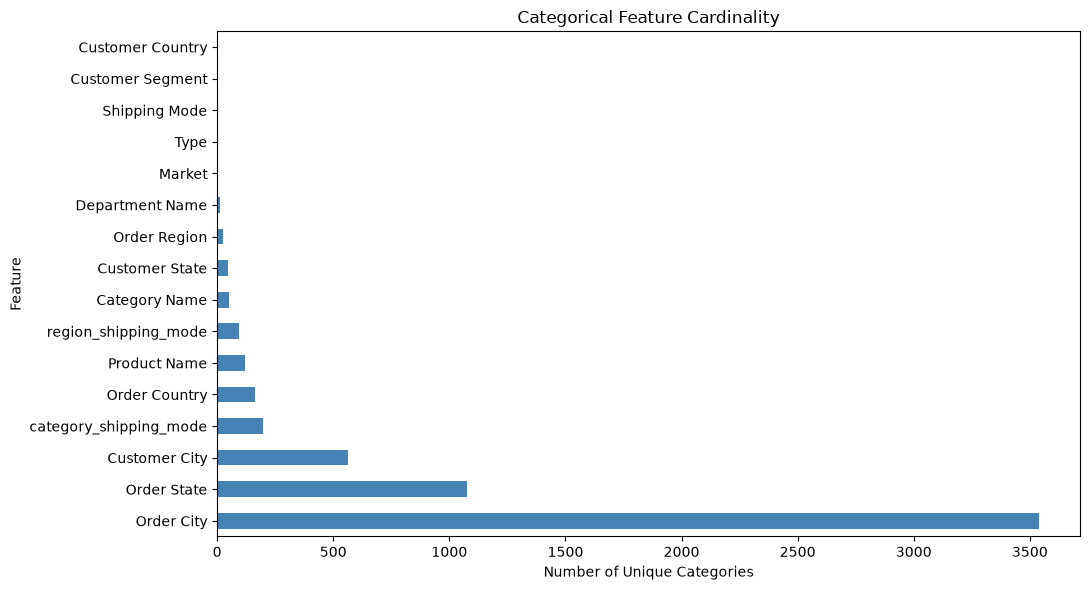 Categorical Feature Cardinality
Feature
Customer Country
Customer Segment
Shipping Mode
Type
Market
Department Name
Order Region
Customer State
Category Name
region_shipping_mode
Product Name
Order Country
category_shipping_mode
Customer City
Order State
Order City
0 500 1000 1500 2000 2500 3000 3500
Number of Unique Categories